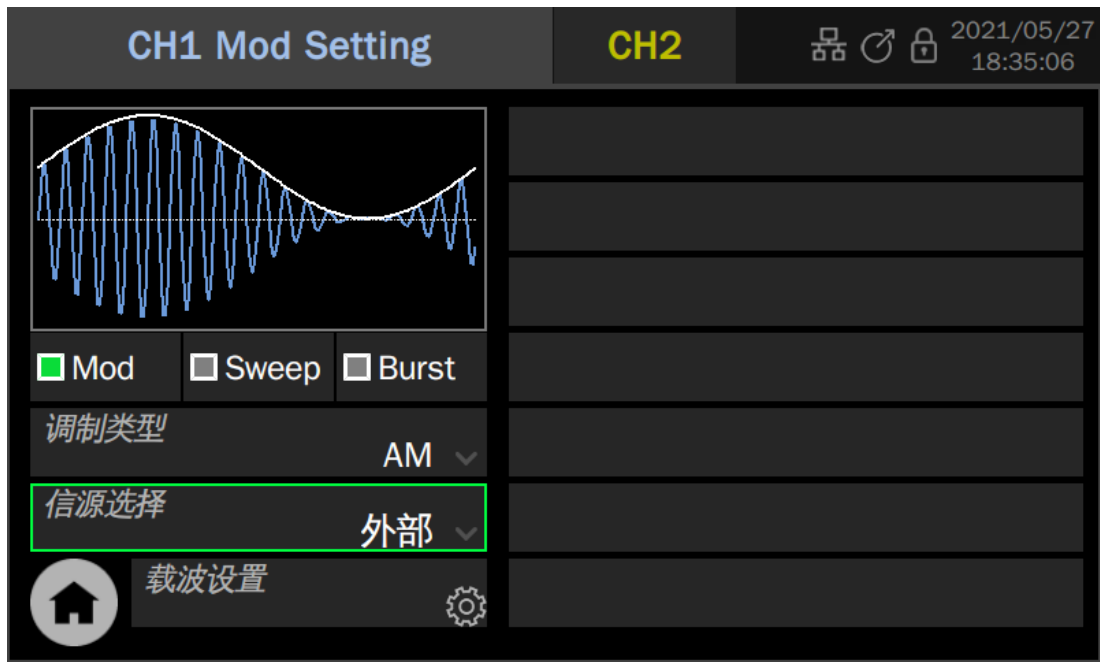 CH1 Mod Setting
CH2
2021/05/27
18:35:06
Mod
Sweep
Burst
调制类型
AM
信源选择
外部
载波设置